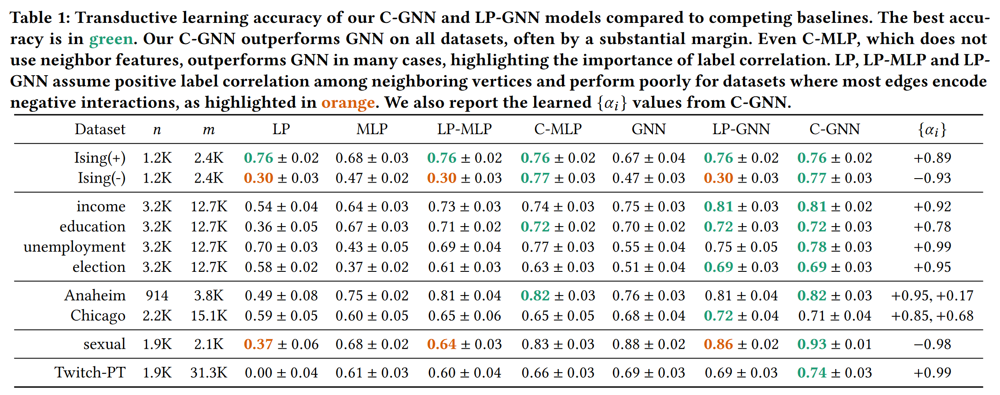 Table 1: Transductive learning accuracy of our C-GNN and LP-GNN models compared to competing baselines. The best accu-
racy is in green. Our C-GNN outperforms GNN on all datasets, often by a substantial margin. Even C-MLP, which does not
use neighbor features, outperforms GNN in many cases, highlighting the importance of label correlation. LP, LP-MLP and LP-
GNN assume positive label correlation among neighboring vertices and perform poorly for datasets where most edges encode
negative interactions, as highlighted in orange. We also report the learned {αᵢ} values from C-GNN.
Dataset n m LP MLP LP-MLP C-MLP GNN LP-GNN C-GNN {αᵢ}
Ising(+) 1.2K 2.4K 0.76 ± 0.02 0.68 ± 0.03 0.76 ± 0.02 0.76 ± 0.02 0.67 ± 0.04 0.76 ± 0.02 0.76 ± 0.02 +0.89
Ising(-) 1.2K 2.4K 0.30 ± 0.03 0.47 ± 0.02 0.30 ± 0.03 0.77 ± 0.03 0.47 ± 0.03 0.30 ± 0.03 0.77 ± 0.03 −0.93
income 3.2K 12.7K 0.54 ± 0.04 0.64 ± 0.03 0.73 ± 0.03 0.74 ± 0.03 0.75 ± 0.03 0.81 ± 0.03 0.81 ± 0.02 +0.92
education 3.2K 12.7K 0.36 ± 0.05 0.67 ± 0.03 0.71 ± 0.02 0.72 ± 0.02 0.70 ± 0.02 0.72 ± 0.03 0.72 ± 0.03 +0.78
unemployment 3.2K 12.7K 0.70 ± 0.03 0.43 ± 0.05 0.69 ± 0.04 0.77 ± 0.03 0.55 ± 0.04 0.75 ± 0.05 0.78 ± 0.03 +0.99
election 3.2K 12.7K 0.58 ± 0.02 0.37 ± 0.02 0.61 ± 0.03 0.63 ± 0.03 0.51 ± 0.04 0.69 ± 0.03 0.69 ± 0.03 +0.95
Anaheim 914 3.8K 0.49 ± 0.08 0.75 ± 0.02 0.81 ± 0.04 0.82 ± 0.03 0.76 ± 0.03 0.81 ± 0.04 0.82 ± 0.03 +0.95, +0.17
Chicago 2.2K 15.1K 0.59 ± 0.05 0.60 ± 0.05 0.65 ± 0.06 0.65 ± 0.05 0.68 ± 0.04 0.72 ± 0.04 0.71 ± 0.04 +0.85, +0.68
sexual 1.9K 2.1K 0.37 ± 0.06 0.68 ± 0.02 0.64 ± 0.03 0.83 ± 0.03 0.88 ± 0.02 0.86 ± 0.02 0.93 ± 0.01 −0.98
Twitch-PT 1.9K 31.3K 0.00 ± 0.04 0.61 ± 0.03 0.60 ± 0.04 0.66 ± 0.03 0.69 ± 0.03 0.69 ± 0.03 0.74 ± 0.03 +0.99